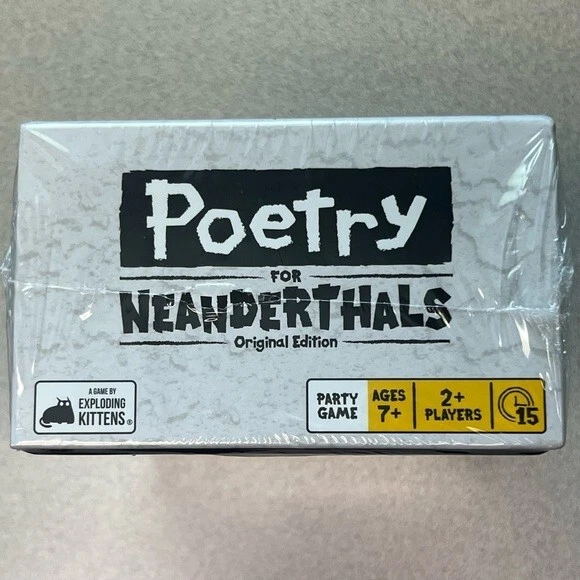 Poetry
FOR
NEANDERTHALS
Original Edition
A GAME BY
EXPLODING
KITTENS®
PARTY
GAME
AGES
7+
2+
PLAYERS
15